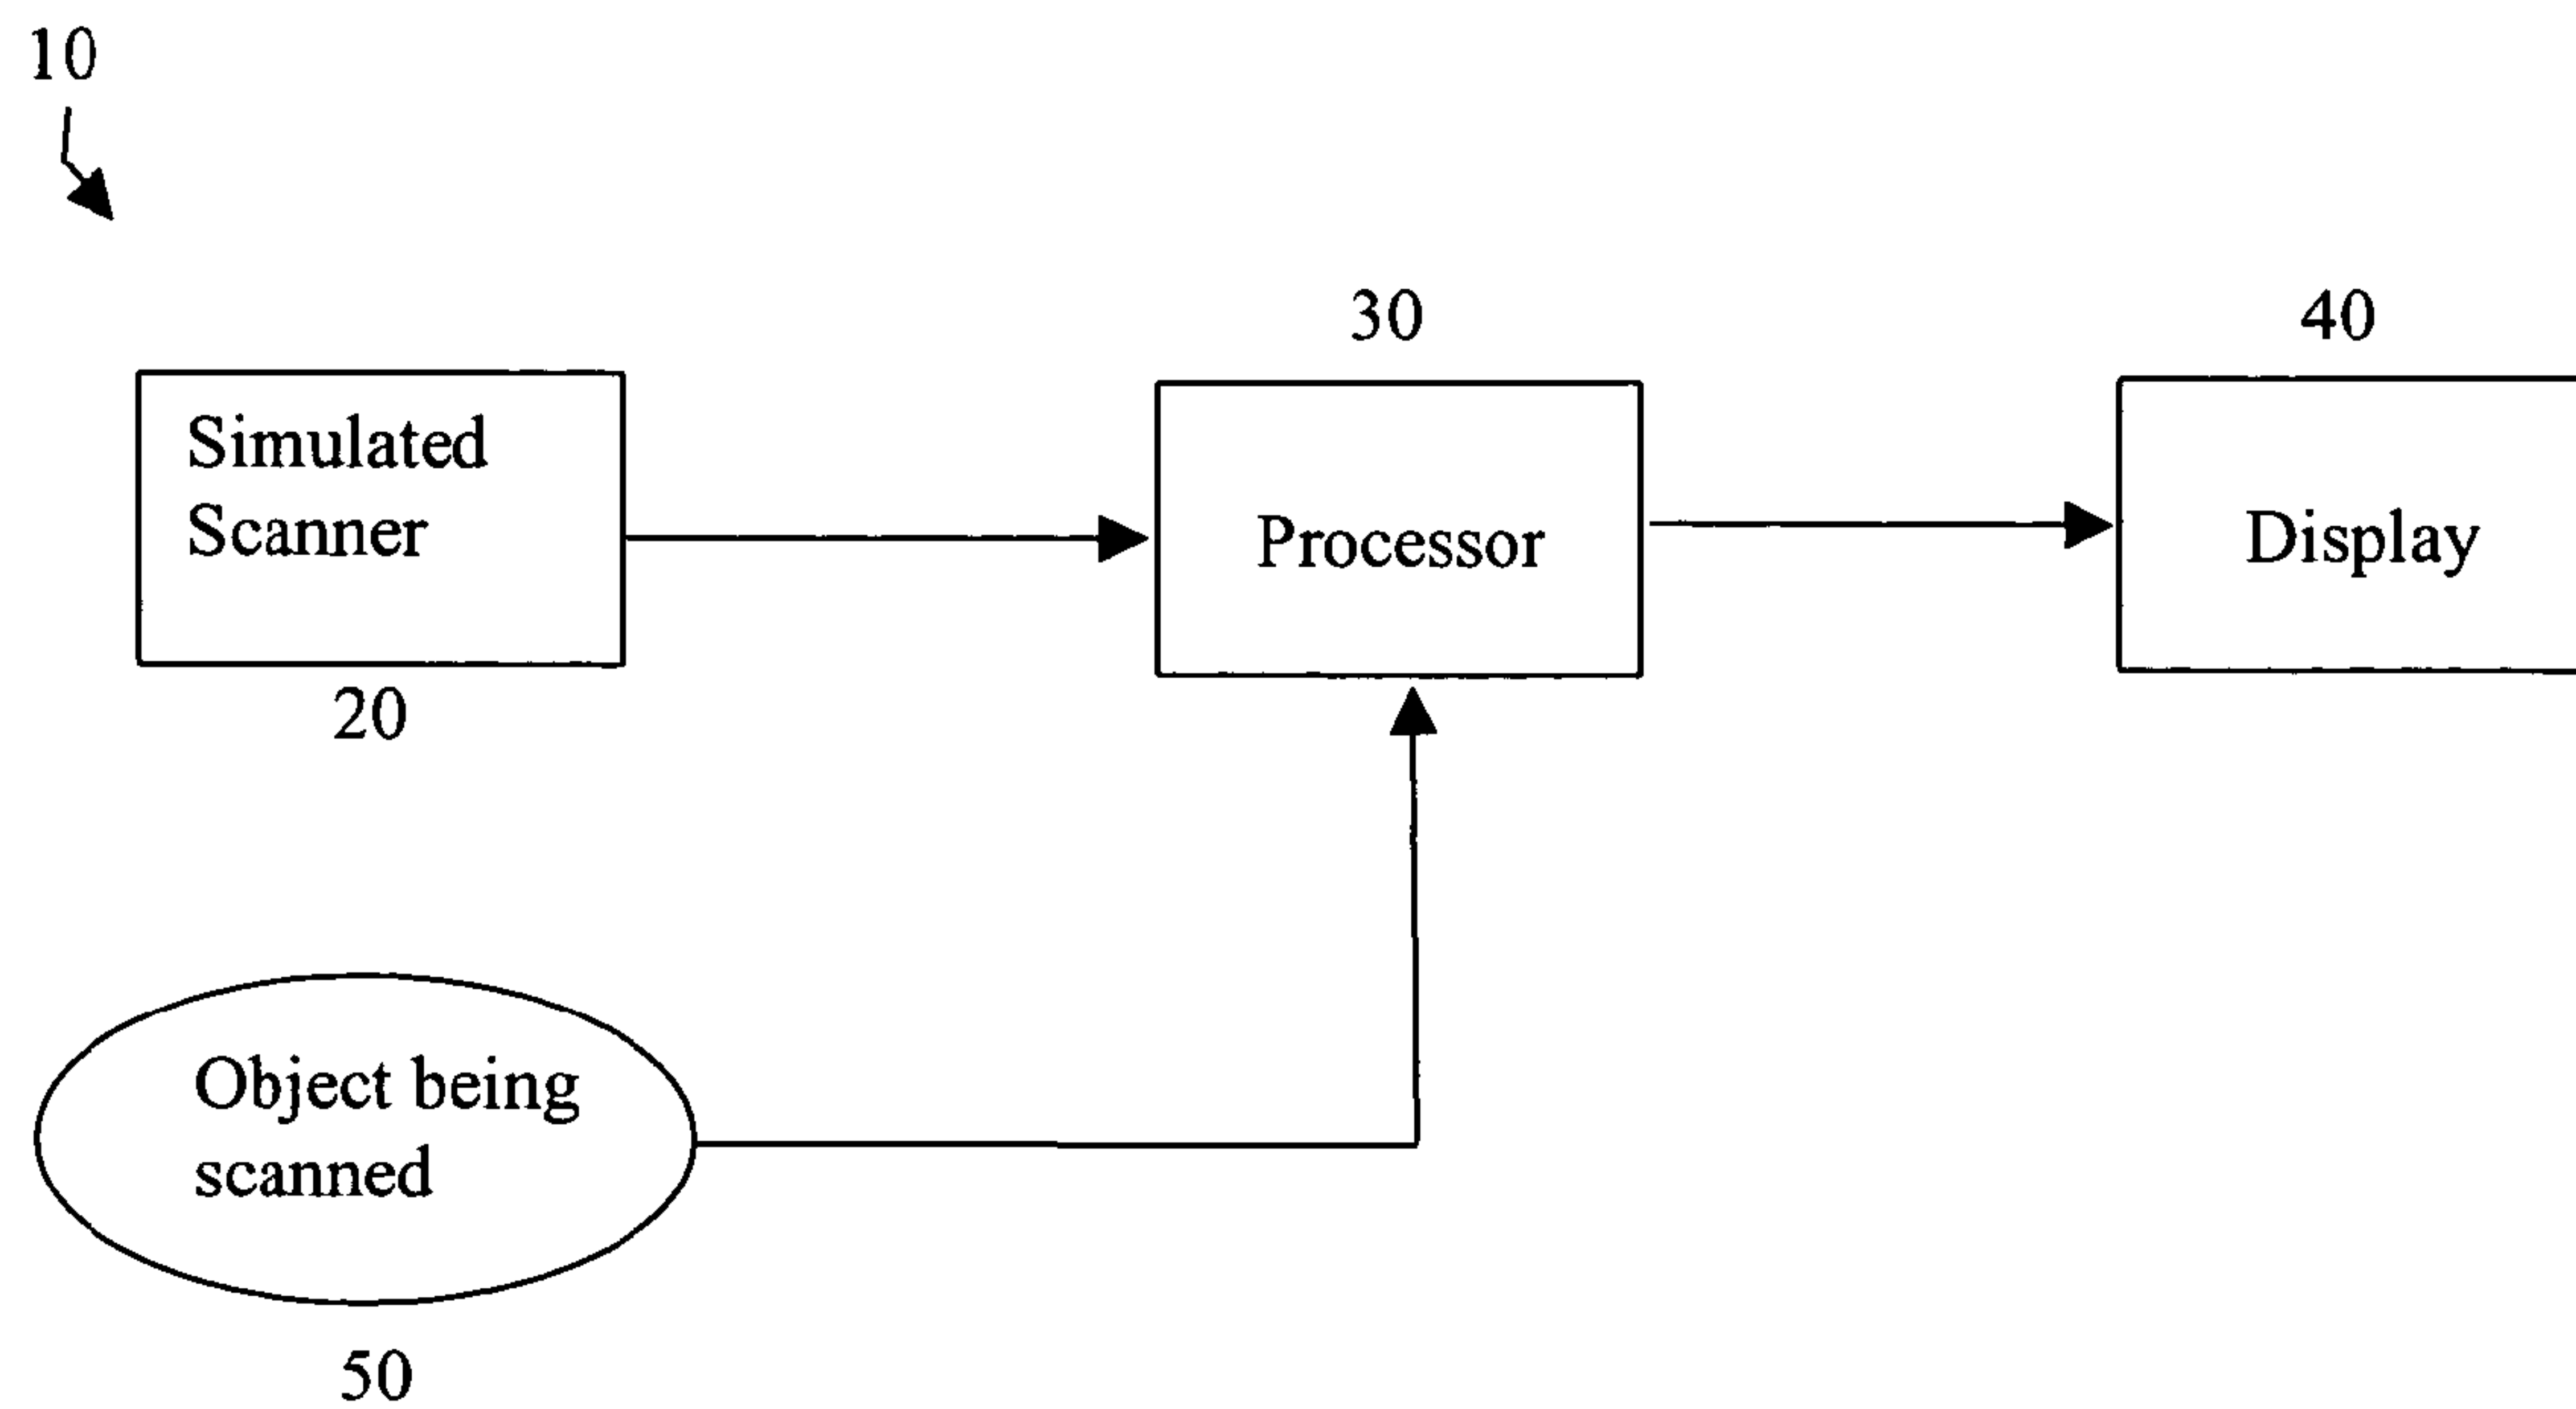 10
30
40
Simulated
Scanner
Processor
Display
20
Object being
scanned
50